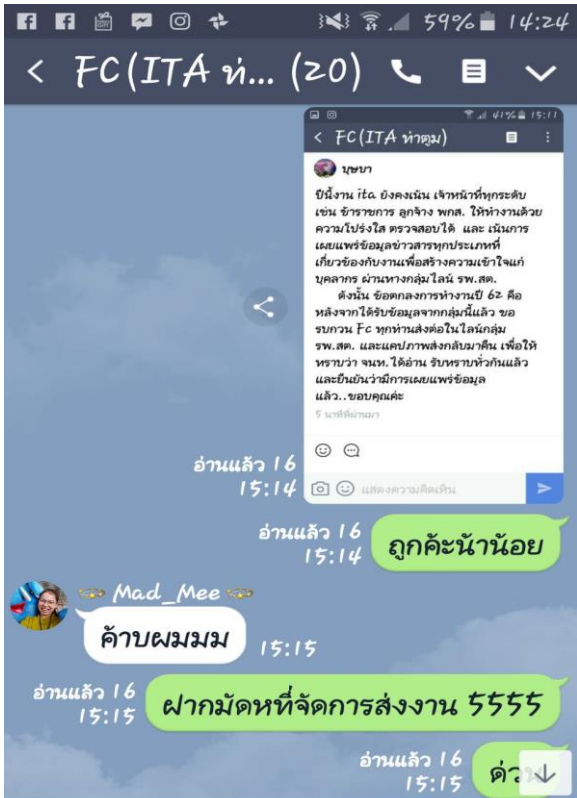 59% 14:24
FC(ITA ท่... (20)
41% 15:11
FC(ITA ท่าตูม)
บุษบา
ปีนี้งาน ita ยังคงเน้น เจ้าหน้าที่ทุกระดับ
เช่น ข้าราชการ ลูกจ้าง พกส. ให้ทำงานด้วย
ความโปร่งใส ตรวจสอบได้ และ เน้นการ
เผยแพร่ข้อมูลข่าวสารทุกประเภทที่
เกี่ยวข้องกับงานเพื่อสร้างความเข้าใจแก่
บุคลากร ผ่านทางกลุ่มไลน์ รพ.สต.
ดังนั้น ข้อตกลงการทำงานปี 62 คือ
หลังจากได้รับข้อมูลจากกลุ่มนี้แล้ว ขอ
รบกวน Fc ทุกท่านส่งต่อในไลน์กลุ่ม
รพ.สต. และแคปภาพส่งกลับมาคืน เพื่อให้
ทราบว่า จนท. ได้อ่าน รับทราบทั่วกันแล้ว
และยืนยันว่ามีการเผยแพร่ข้อมูล
แล้ว..ขอบคุณค่ะ
5 นาทีที่ผ่านมา
แสดงความคิดเห็น
อ่านแล้ว 16
15:14
อ่านแล้ว 16
15:14
ถูกค้ะน้าน้อย
Mad_Mee
ค้าบผมมม
15:15
อ่านแล้ว 16
15:15
ฝากมัดหที่จัดการส่งงาน 5555
อ่านแล้ว 16
15:15